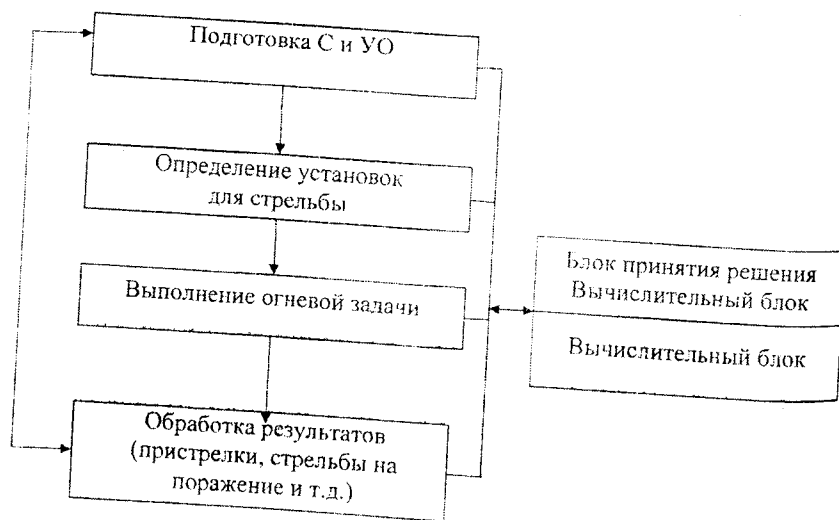 Подготовка С и УО
Определение установок
для стрельбы
Выполнение огневой задачи
Обработка результатов
(пристрелки, стрельбы на
поражение и т.д.)
Блок принятия решения
Вычислительный блок
Вычислительный блок